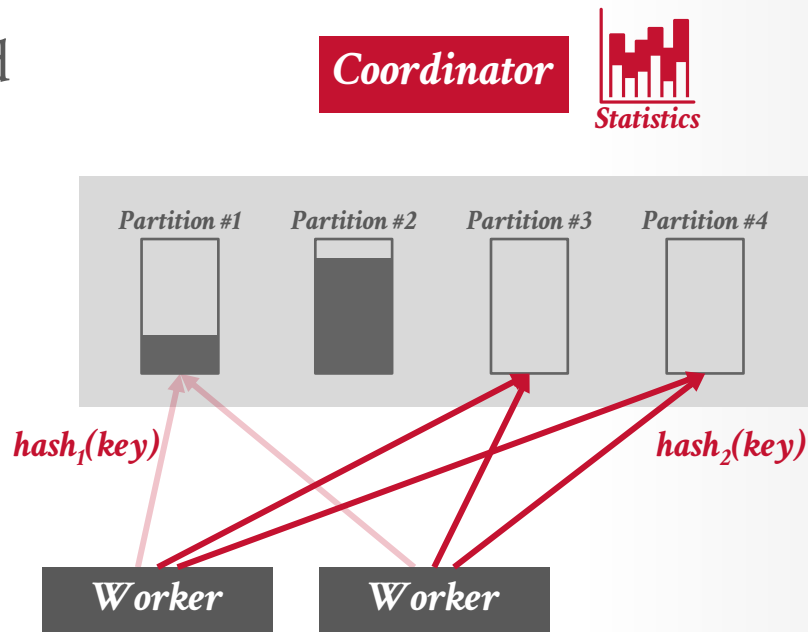 Coordinator
Statistics
Partition #1 Partition #2 Partition #3 Partition #4
hash₁(key) hash₂(key)
Worker Worker